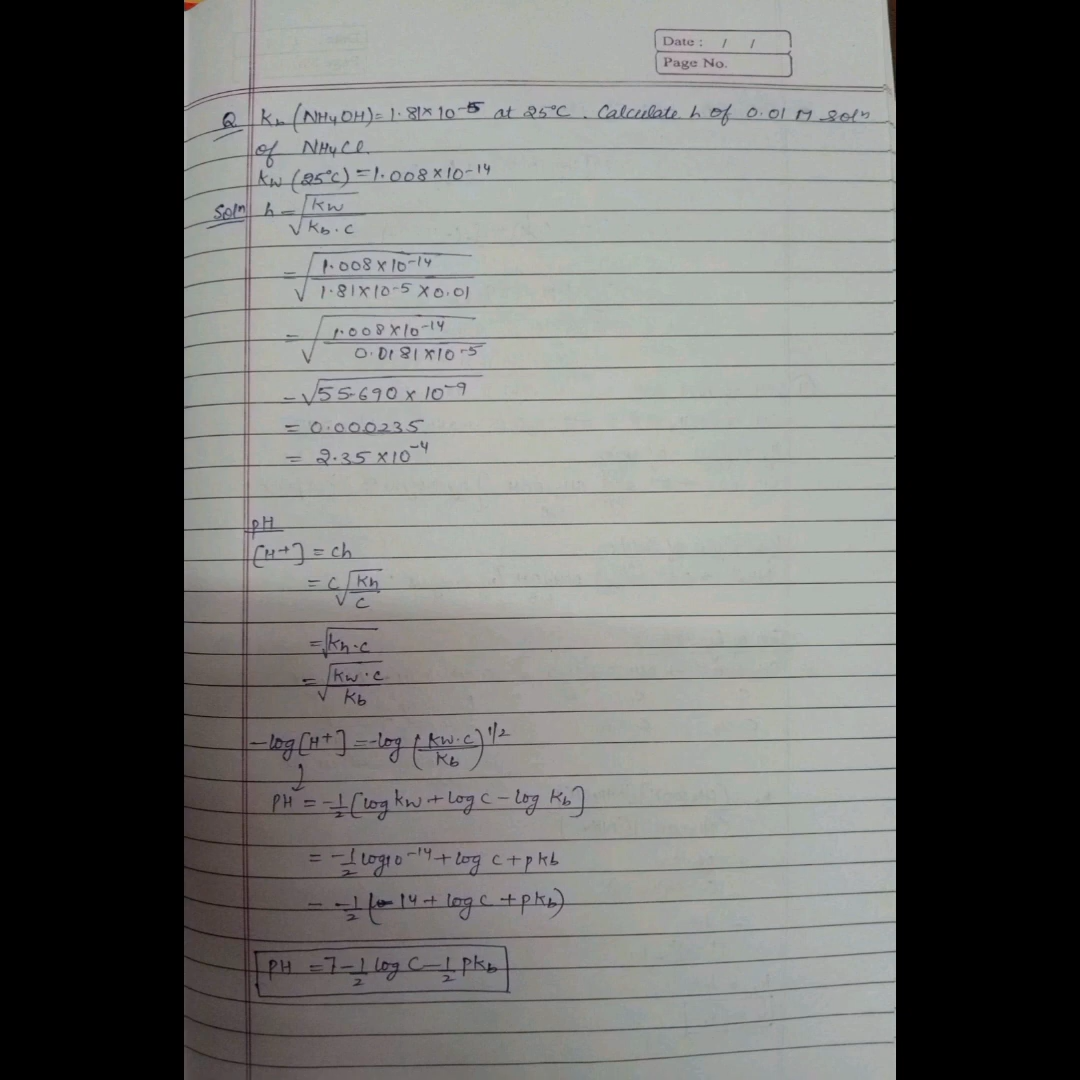 Date : / /
Page No.
Q Kb (NH4OH) = 1.81×10-5 at 25°C. Calculate h of 0.01 M soln
of NH4Cl.
Kw (25°C) = 1.008×10-14
Soln h = √Kw/Kb.c
= √1.008×10-14/1.81×10-5×0.01
= √1.008×10-14/0.0181×10-5
- √55.690×10-9
= 0.000235
= 2.35×10-4
pH
[H+] = ch
= c√Kh/c
= √Kh.c
= √Kw.c/Kb
-log[H+] = -log (Kw.c/Kb)1/2
PH = -1/2 [log Kw + log c - log Kb]
= -1/2 log10-14 + log c + pKb
- -1/2 (-14 + log c + pKb)
PH = 7 - 1/2 log C - 1/2 PKb